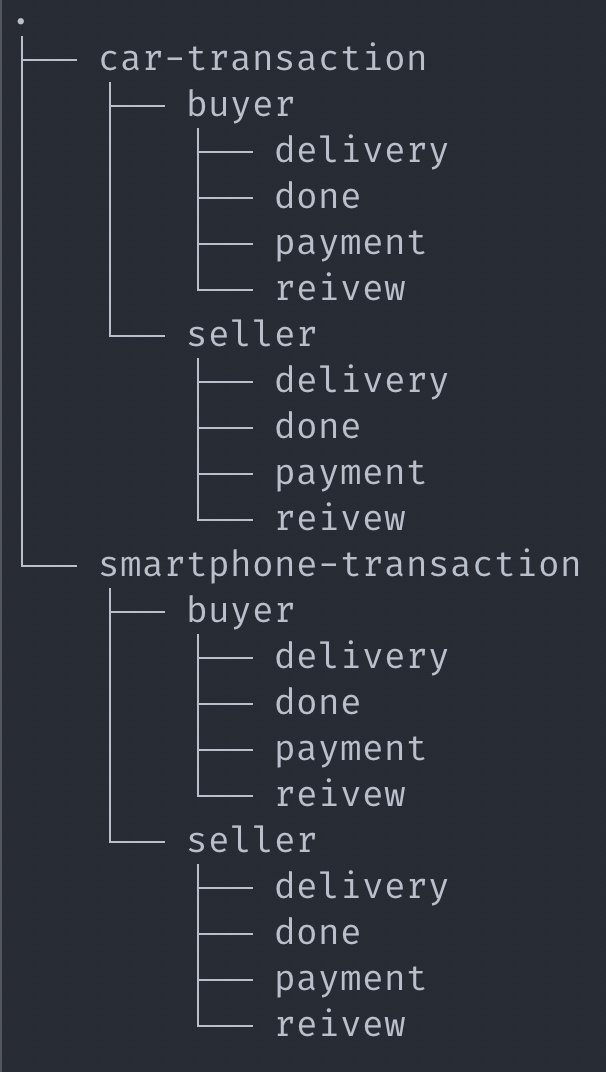 .
├── car-transaction
│   ├── buyer
│   │   ├── delivery
│   │   ├── done
│   │   ├── payment
│   │   └── reivew
│   └── seller
│       ├── delivery
│       ├── done
│       ├── payment
│       └── reivew
└── smartphone-transaction
    ├── buyer
    │   ├── delivery
    │   ├── done
    │   ├── payment
    │   └── reivew
    └── seller
        ├── delivery
        ├── done
        ├── payment
        └── reivew